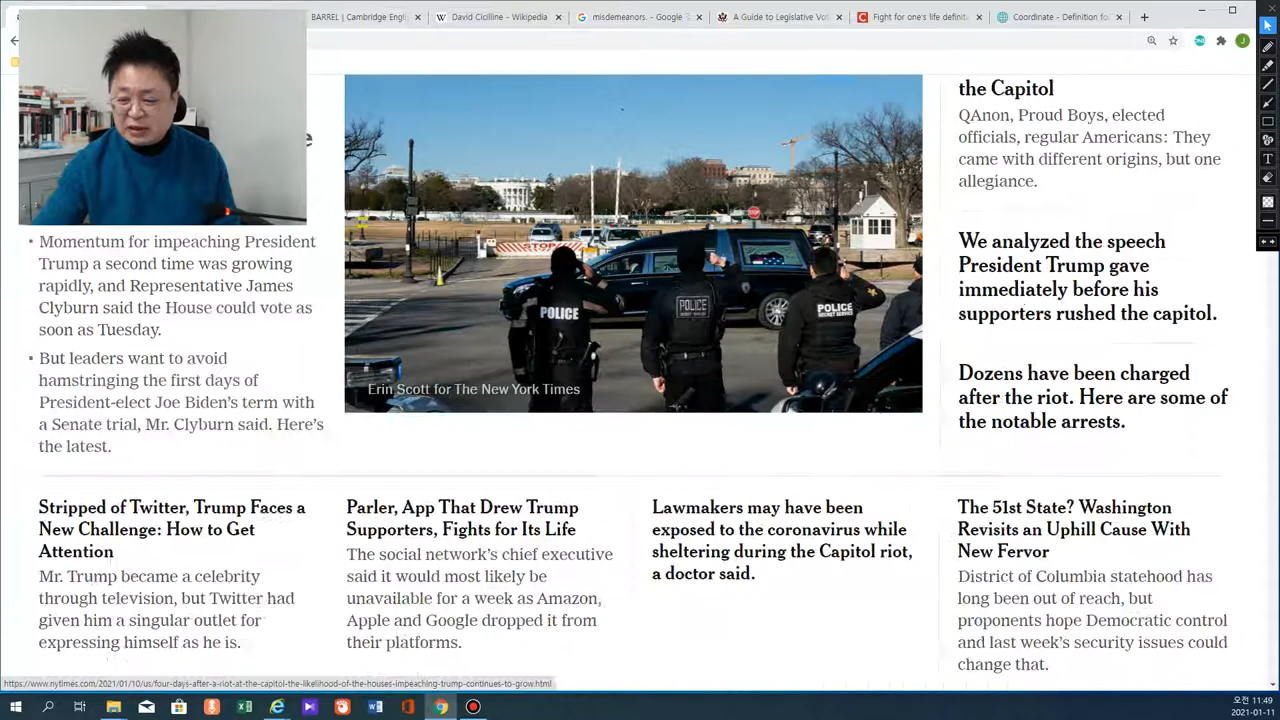 BARREL | Cambridge Engl
David Cicilline - Wikipedia
misdemeanors. - Google
A Guide to Legislative Vot
Fight for one's life definit
Coordinate - Definition fo
the Capitol
QAnon, Proud Boys, elected
officials, regular Americans: They
came with different origins, but one
allegiance.
Momentum for impeaching President
Trump a second time was growing
rapidly, and Representative James
Clyburn said the House could vote as
soon as Tuesday.
But leaders want to avoid
hamstringing the first days of
President-elect Joe Biden's term with
a Senate trial, Mr. Clyburn said. Here's
the latest.
STOP
POLICE
POLICE
SECRET SERVICE
POLICE
SECRET SERVICE
Erin Scott for The New York Times
We analyzed the speech
President Trump gave
immediately before his
supporters rushed the capitol.
Dozens have been charged
after the riot. Here are some of
the notable arrests.
Stripped of Twitter, Trump Faces a
New Challenge: How to Get
Attention
Mr. Trump became a celebrity
through television, but Twitter had
given him a singular outlet for
expressing himself as he is.
Parler, App That Drew Trump
Supporters, Fights for Its Life
The social network's chief executive
said it would most likely be
unavailable for a week as Amazon,
Apple and Google dropped it from
their platforms.
Lawmakers may have been
exposed to the coronavirus while
sheltering during the Capitol riot,
a doctor said.
The 51st State? Washington
Revisits an Uphill Cause With
New Fervor
District of Columbia statehood has
long been out of reach, but
proponents hope Democratic control
and last week's security issues could
change that.
https://www.nytimes.com/2021/01/10/us/four-days-after-a-riot-at-the-capitol-the-likelihood-of-the-houses-impeaching-trump-continues-to-grow.html
오전 11:49
2021-01-11